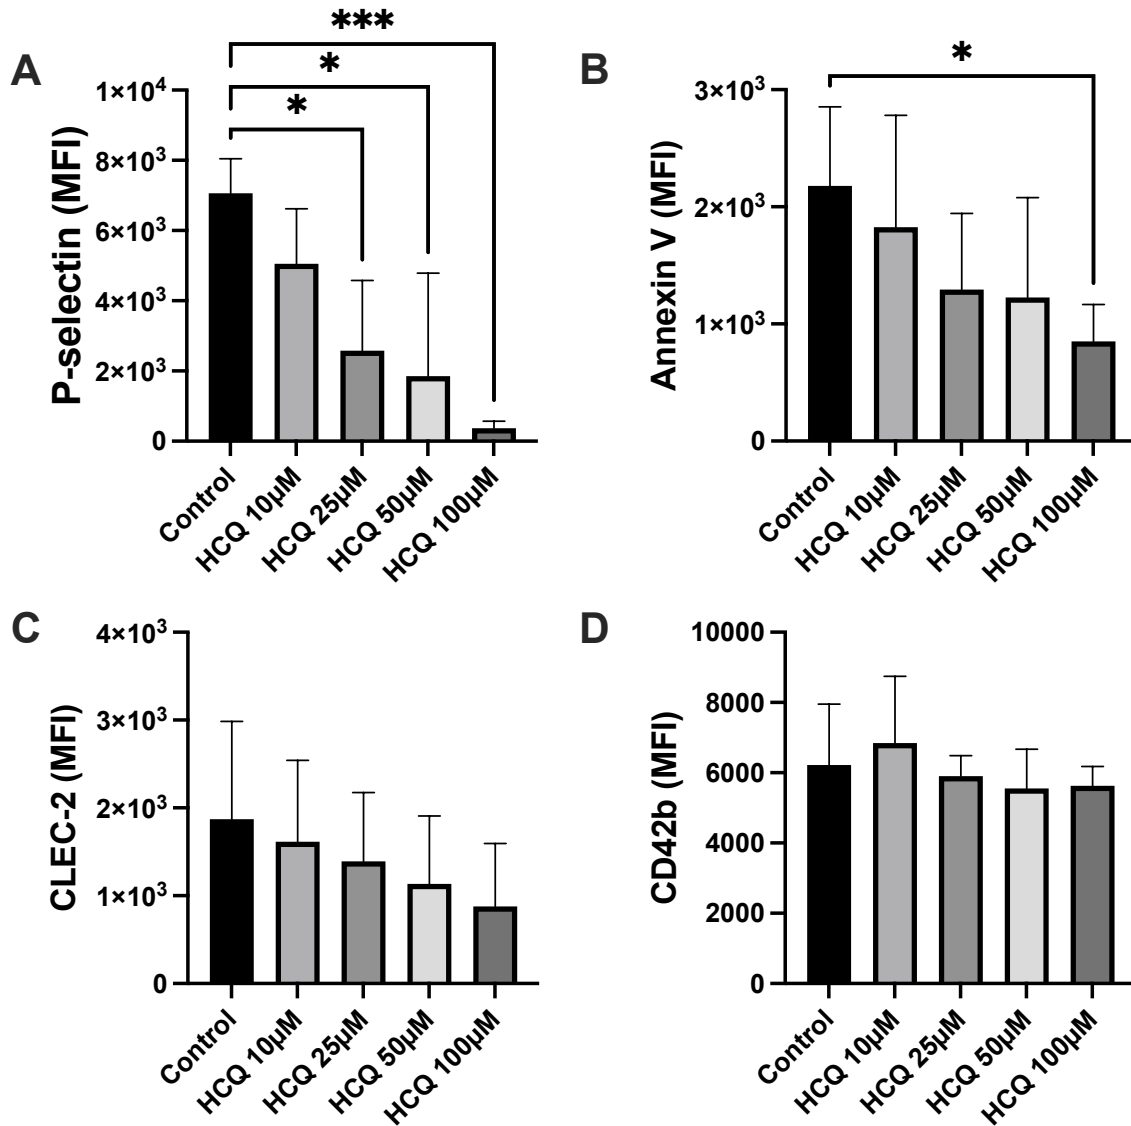 A
***
*
*
P-selectin (MFI)
1×10⁴
8×10³
6×10³
4×10³
2×10³
0
Control
HCQ 10µM
HCQ 25µM
HCQ 50µM
HCQ 100µM
B
*
Annexin V (MFI)
3×10³
2×10³
1×10³
0
Control
HCQ 10µM
HCQ 25µM
HCQ 50µM
HCQ 100µM
C
CLEC-2 (MFI)
4×10³
3×10³
2×10³
1×10³
0
Control
HCQ 10µM
HCQ 25µM
HCQ 50µM
HCQ 100µM
D
CD42b (MFI)
10000
8000
6000
4000
2000
0
Control
HCQ 10µM
HCQ 25µM
HCQ 50µM
HCQ 100µM